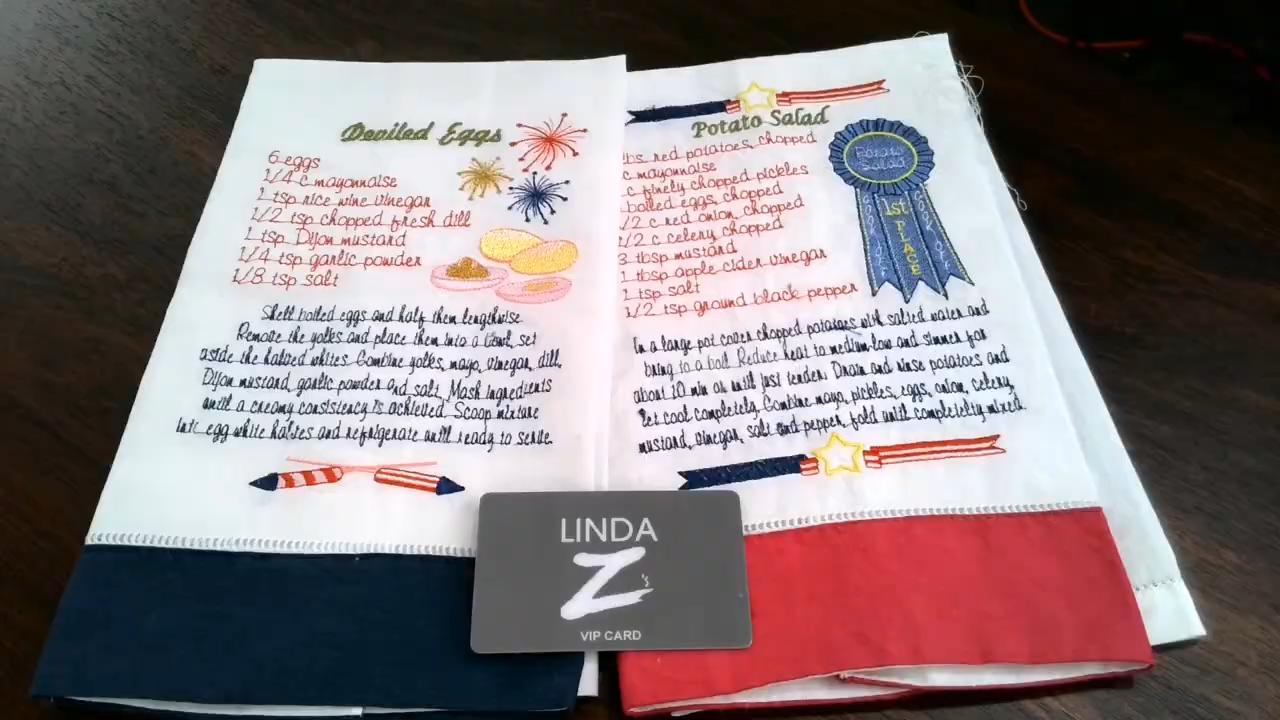 Deviled Eggs
6 eggs
1/4 c mayonnaise
1 tsp rice wine vinegar
1/2 tsp chopped fresh dill
1 tsp Dijon mustard
1/4 tsp garlic powder
1/8 tsp salt
Shell boiled eggs and half them lengthwise
Remove the yolks and place them into a bowl, set
aside the halved whites. Combine yolks, mayo, vinegar, dill,
Dijon mustard, garlic powder and salt, Mash ingredients
until a creamy consistency is achieved. Scoop mixture
into egg white halves and refrigerate until ready to serve.
Potato Salad
lbs red potatoes, chopped
c mayonnaise
c finely chopped pickles
boiled eggs, chopped
1/2 c red onion, chopped
1/2 c celery chopped
3 tbsp mustard
1 tbsp apple cider vinegar
1 tsp salt
1/2 tsp ground black pepper
In a large pot cover chopped potatoes with salted water and
bring to a boil. Reduce heat to medium-low and simmer for
about 10 min or until just tender. Drain and rinse potatoes and
let cool completely. Combine mayo, pickles, eggs, onion, celery,
mustard, vinegar, salt and pepper, fold until completely mixed.
Potato
Salad
1st
PLACE
LINDA
Z's
VIP CARD